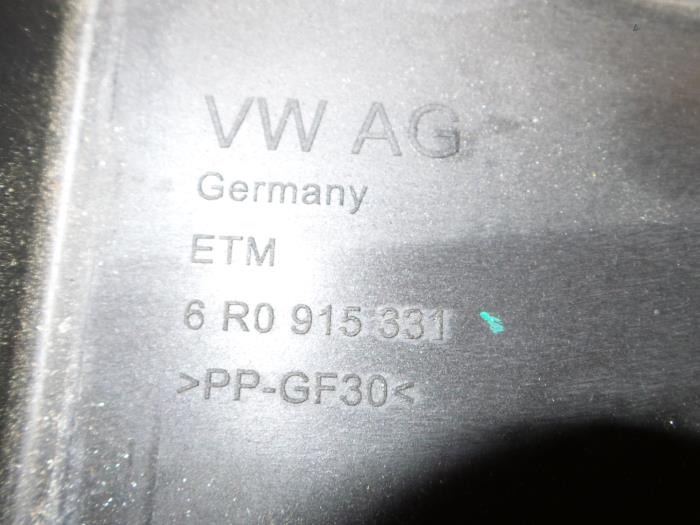 VW AG
Germany
ETM
6 R0 915 331
>PP-GF30<